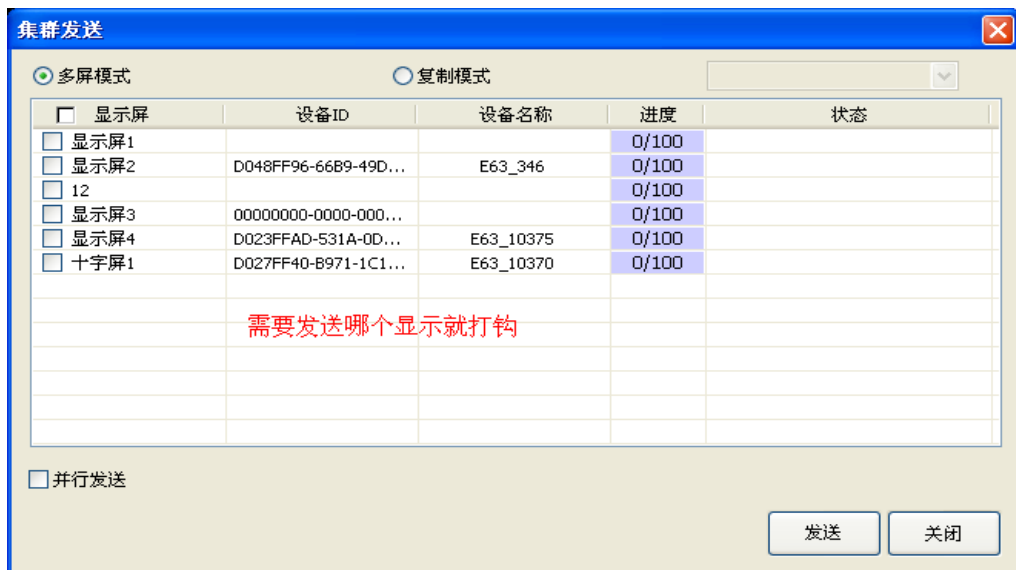 集群发送
多屏模式 复制模式
显示屏 设备ID 设备名称 进度 状态
显示屏1 0/100
显示屏2 D048FF96-66B9-49D... E63_346 0/100
12 0/100
显示屏3 00000000-0000-000... 0/100
显示屏4 D023FFAD-531A-0D... E63_10375 0/100
十字屏1 D027FF40-B971-1C1... E63_10370 0/100
需要发送哪个显示就打钩
并行发送
发送 关闭